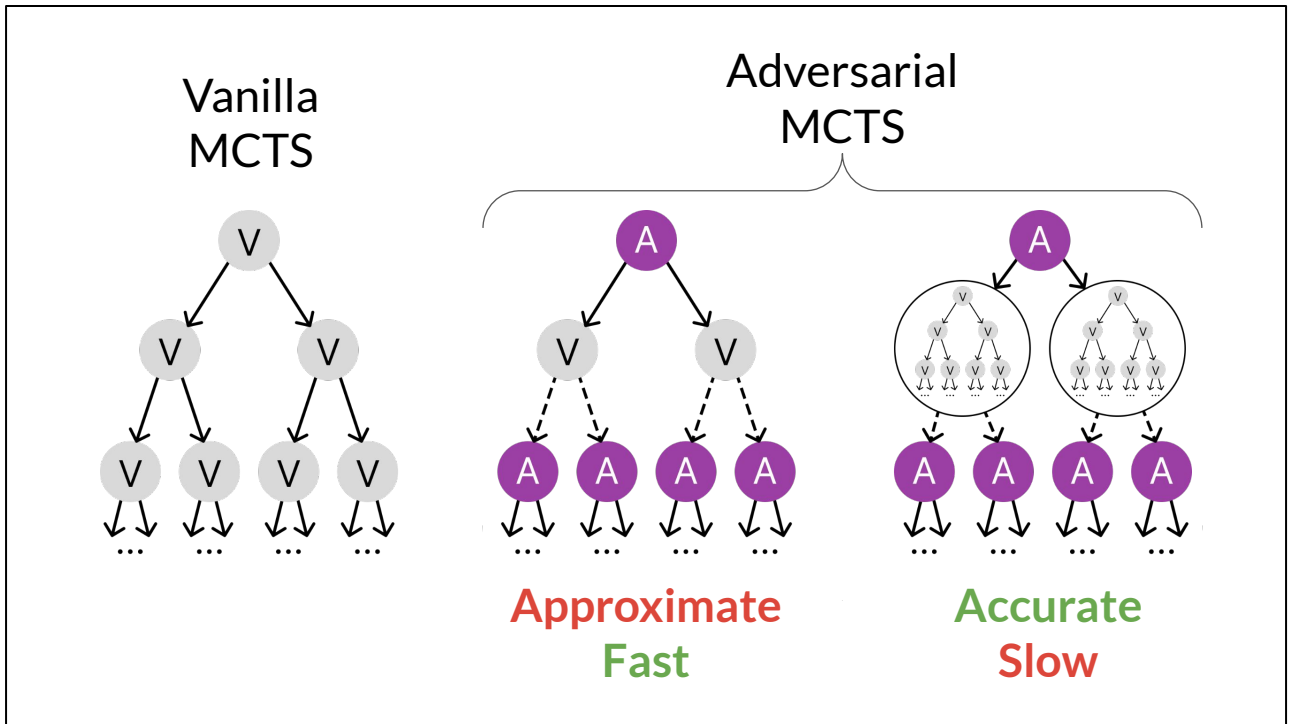 Vanilla
MCTS
V
V V
V V V V
... ... ... ...
Adversarial
MCTS
A
V V
A A A A
... ... ... ...
Approximate
Fast
A
V
V V
V V V V
... ... ... ...
V
V V
V V V V
... ... ... ...
A A A A
... ... ... ...
Accurate
Slow